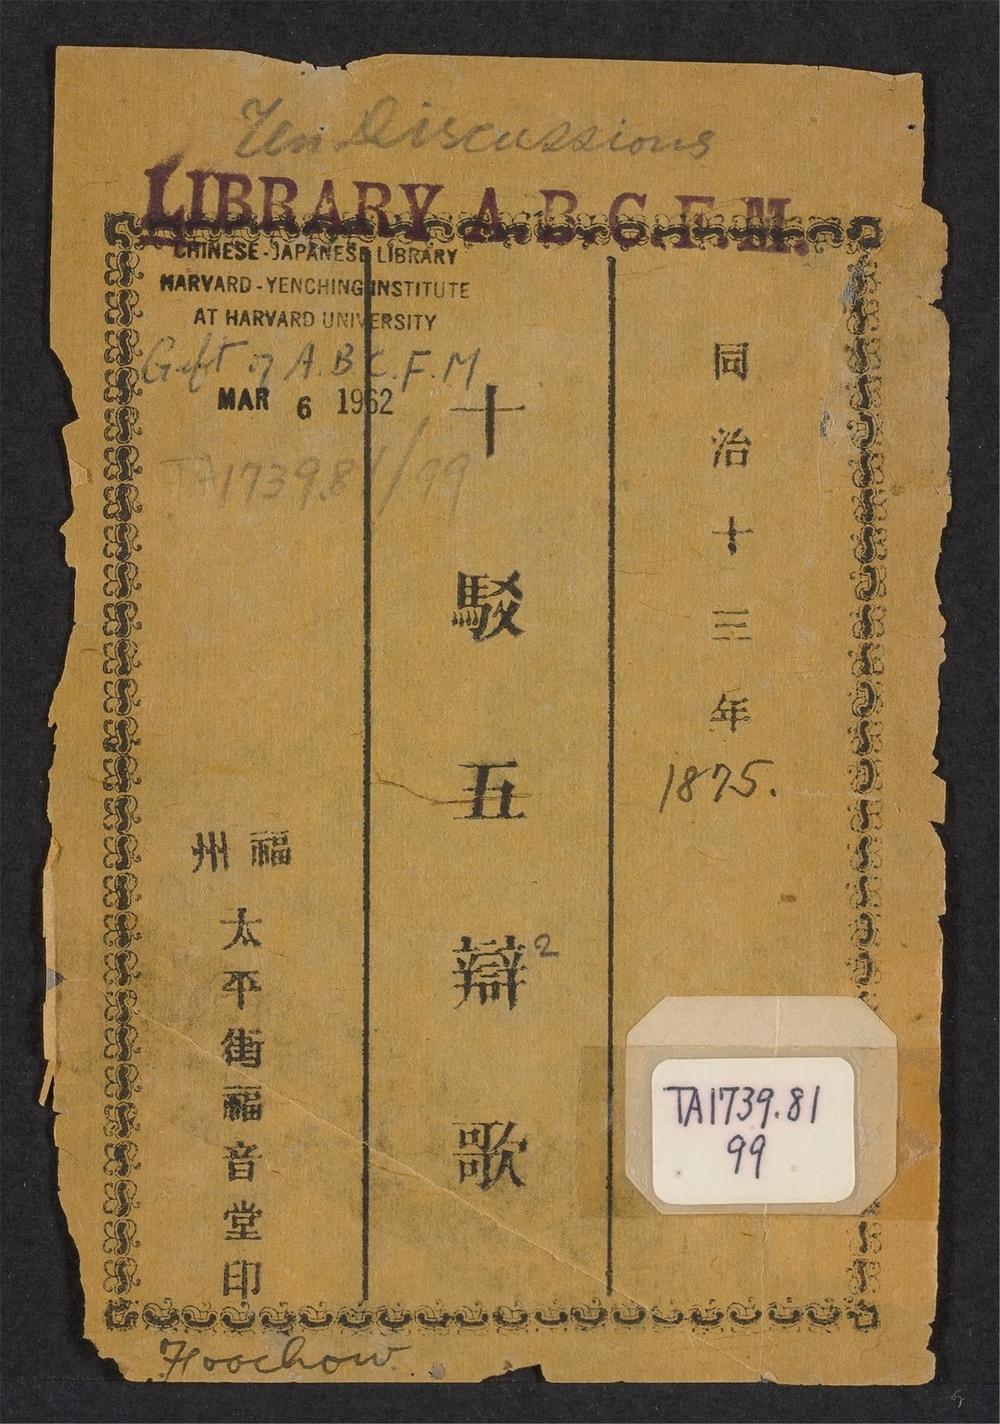 Ten Discussions
LIBRARY A.B.C.F.M.
CHINESE-JAPANESE LIBRARY
HARVARD-YENCHING INSTITUTE
AT HARVARD UNIVERSITY
Gift of A.B.C.F.M
MAR 6 1962
TA1739.81/99
同治十三年
1875.
十駁五辯歌
2
福州
太平街福音堂印
TA1739.81
99
Foochow